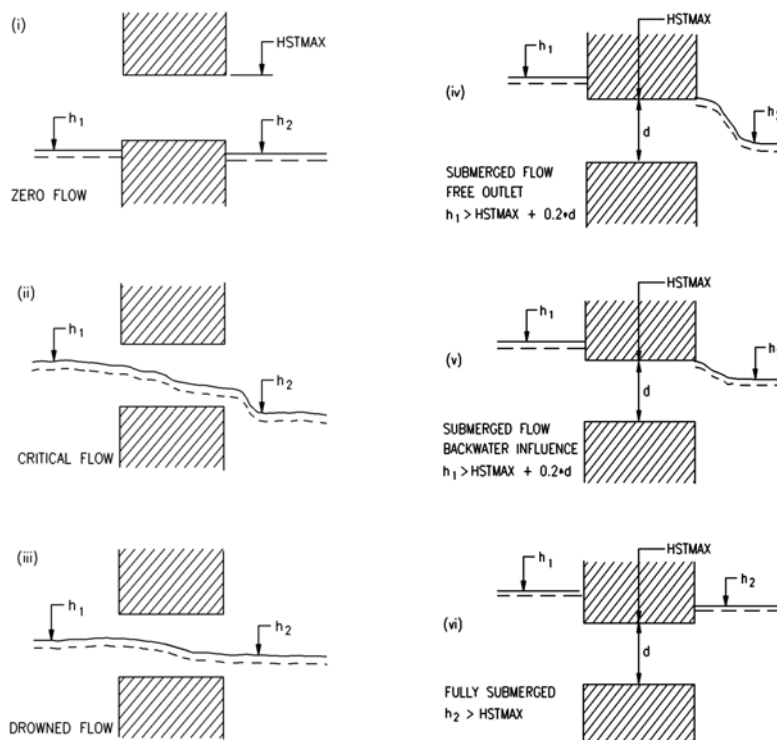 (i)
HSTMAX
h1
h2
ZERO FLOW
(ii)
h1
h2
CRITICAL FLOW
(iii)
h1
h2
DROWNED FLOW
HSTMAX
h1
(iv)
d
SUBMERGED FLOW
FREE OUTLET
h1 > HSTMAX + 0.2*d
HSTMAX
h1
(v)
d
SUBMERGED FLOW
BACKWATER INFLUENCE
h1 > HSTMAX + 0.2*d
HSTMAX
h1
h2
(vi)
d
FULLY SUBMERGED
h2 > HSTMAX